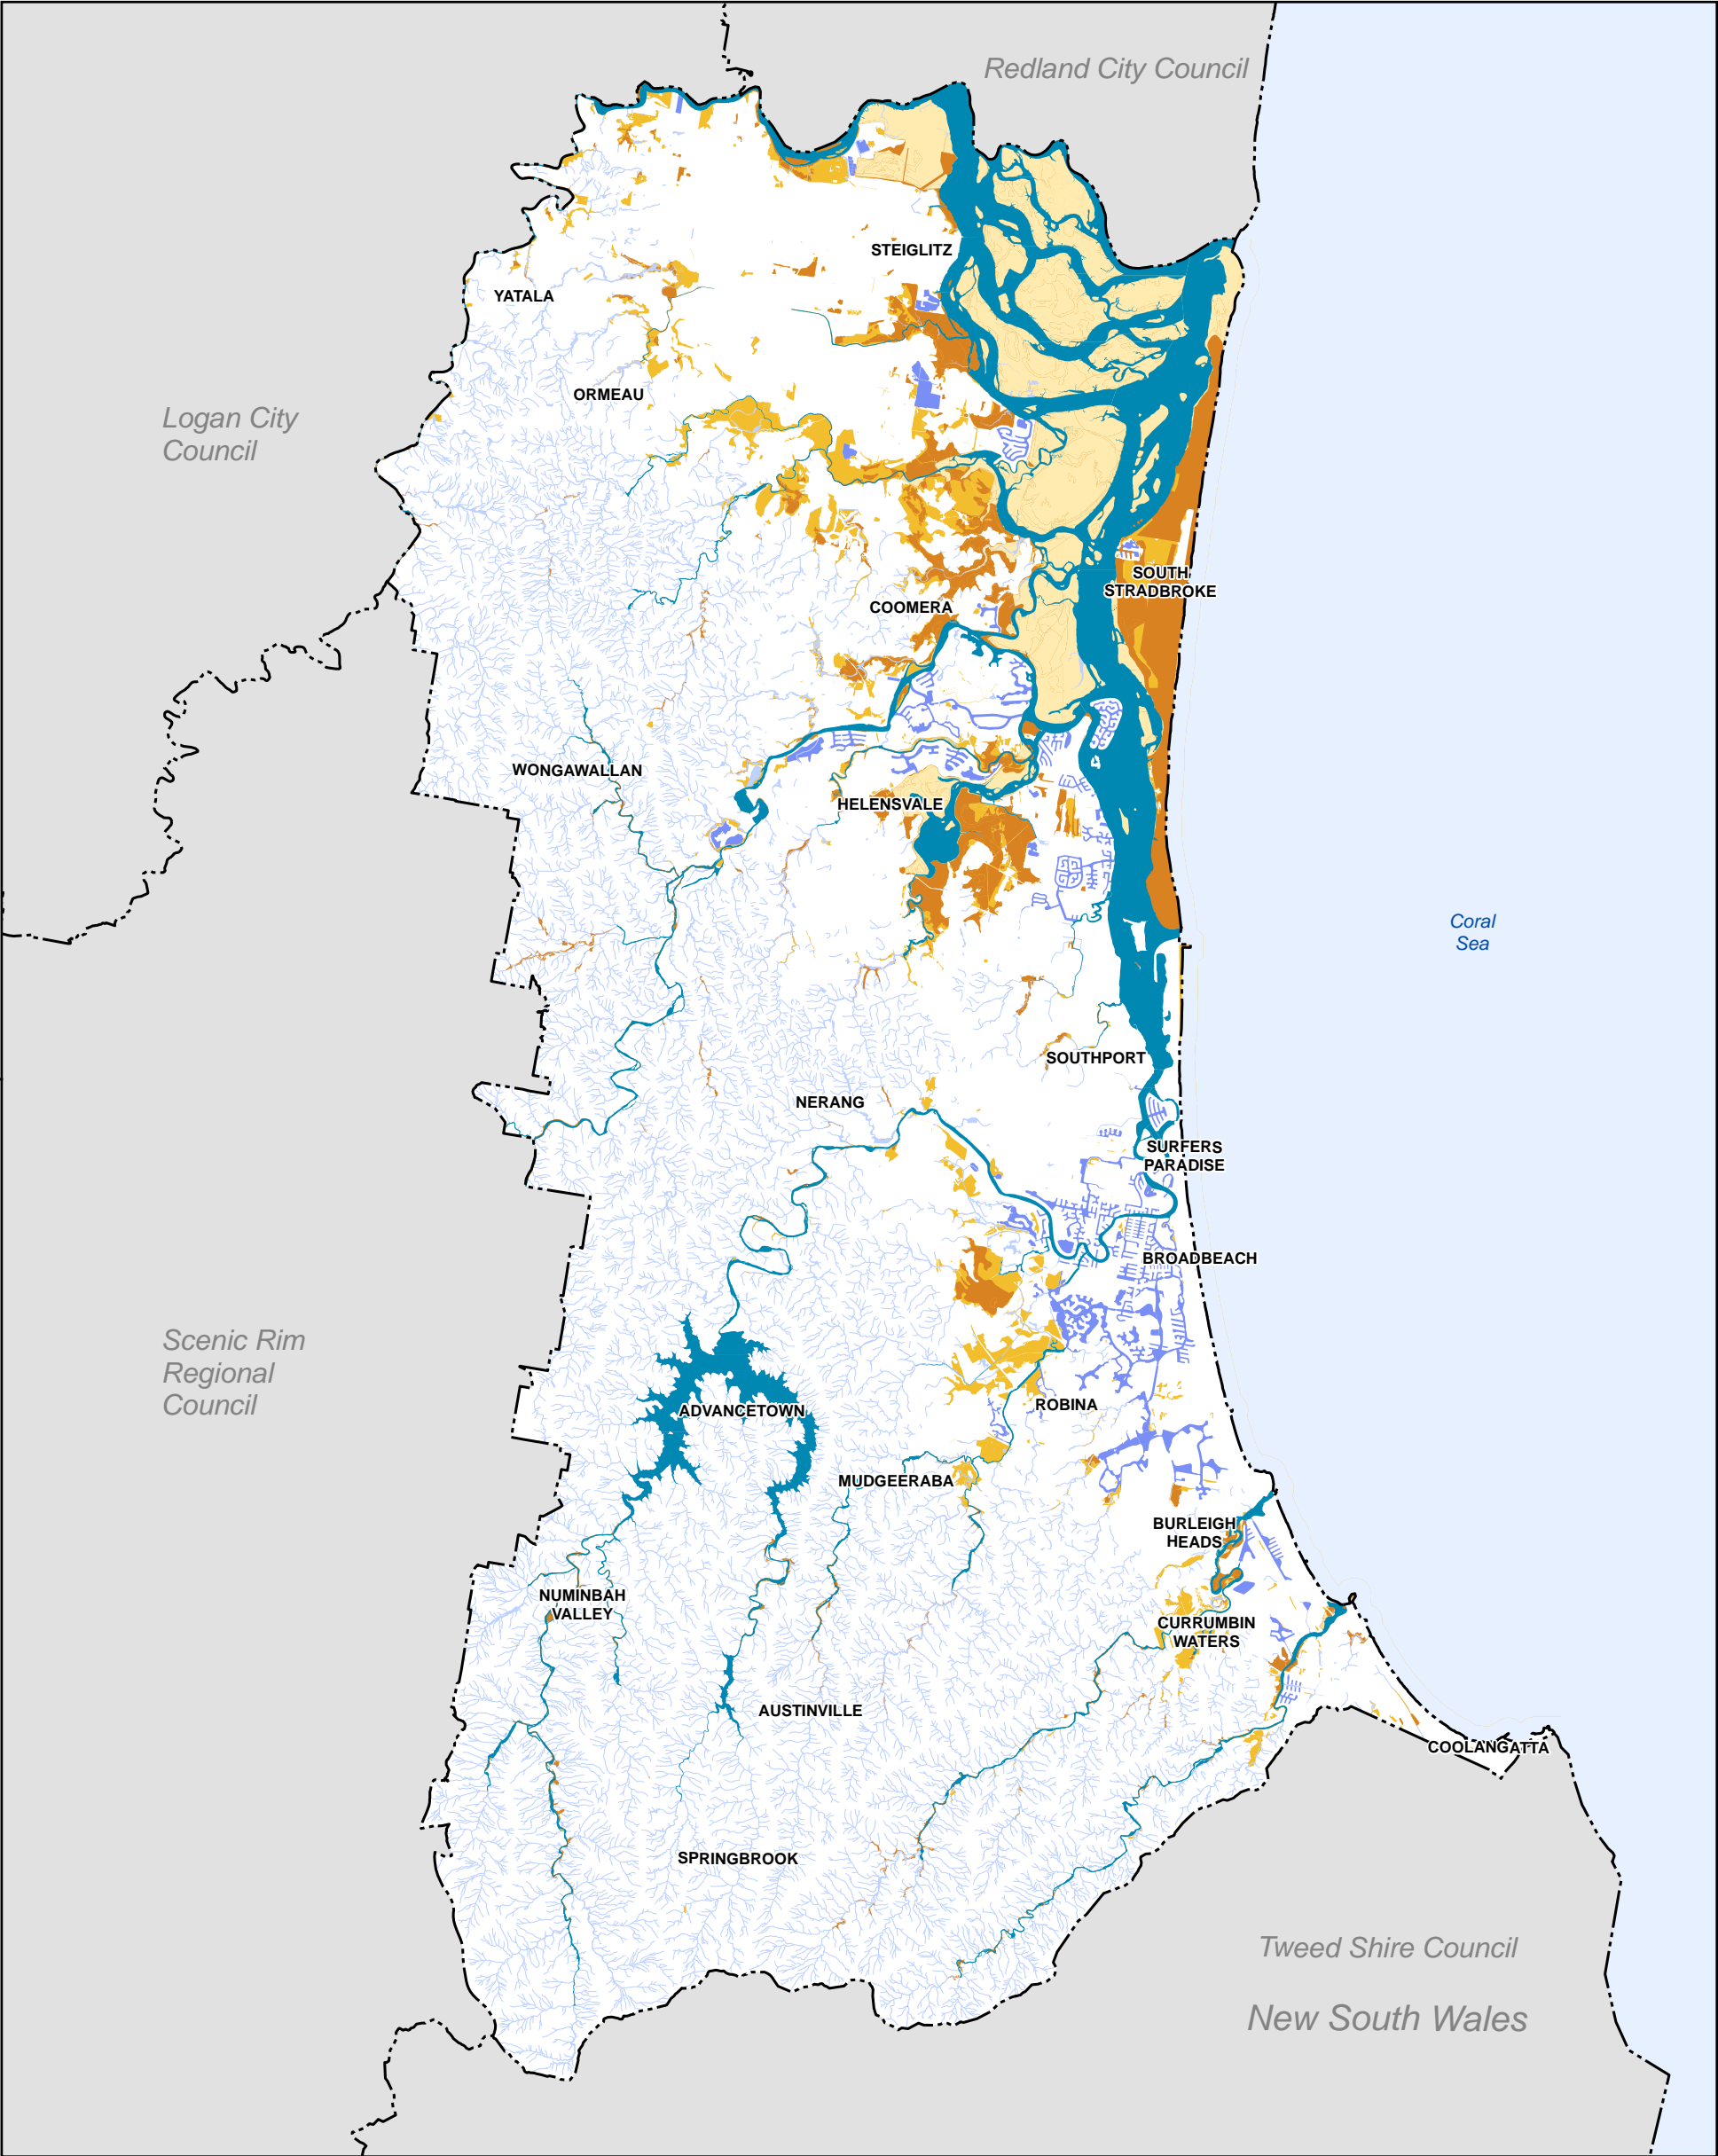 Redland City Council
STEIGLITZ
YATALA
ORMEAU
Logan City
Council
SOUTH
STRADBROKE
COOMERA
WONGAWALLAN
HELENSVALE
Coral
Sea
SOUTHPORT
NERANG
SURFERS
PARADISE
BROADBEACH
Scenic Rim
Regional
Council
ADVANCETOWN
ROBINA
MUDGEERABA
BURLEIGH
HEADS
NUMINBAH
VALLEY
CURRUMBIN
WATERS
AUSTINVILLE
COOLANGATTA
SPRINGBROOK
Tweed Shire Council
New South Wales